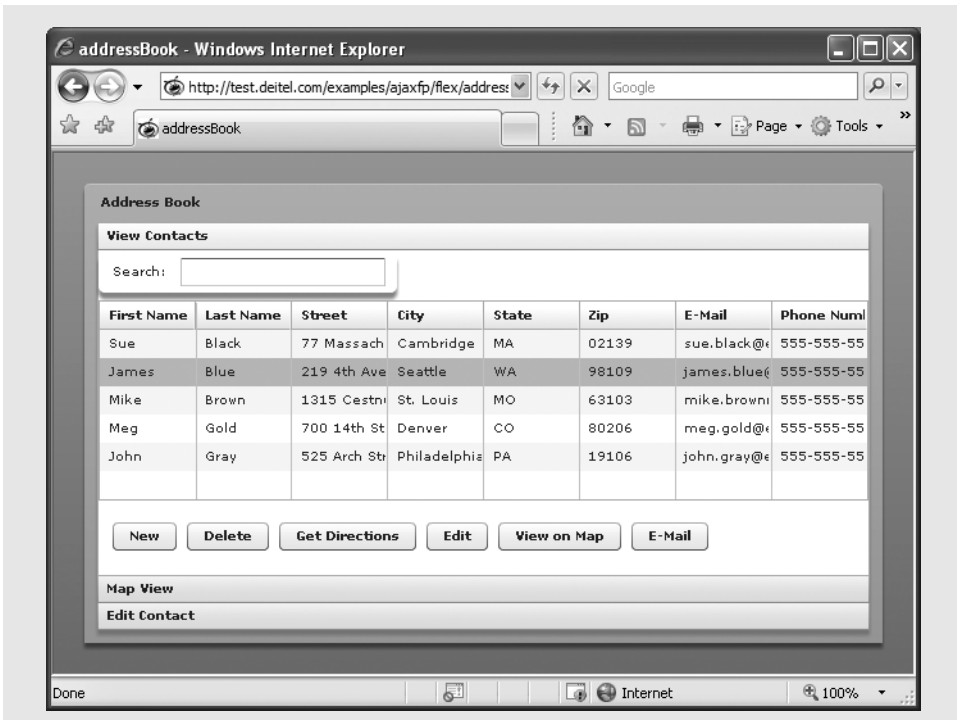 addressBook - Windows Internet Explorer
http://test.deitel.com/examples/ajaxfp/flex/address
Google
addressBook
Page
Tools
Address Book
View Contacts
Search:
First Name Last Name Street City State Zip E-Mail Phone Numl
Sue Black 77 Massach Cambridge MA 02139 sue.black@ 555-555-55
James Blue 219 4th Ave Seattle WA 98109 james.blue 555-555-55
Mike Brown 1315 Cestn St. Louis MO 63103 mike.brown 555-555-55
Meg Gold 700 14th St Denver CO 80206 meg.gold@ 555-555-55
John Gray 525 Arch Str Philadelphia PA 19106 john.gray@ 555-555-55
New Delete Get Directions Edit View on Map E-Mail
Map View
Edit Contact
Done
Internet
100%